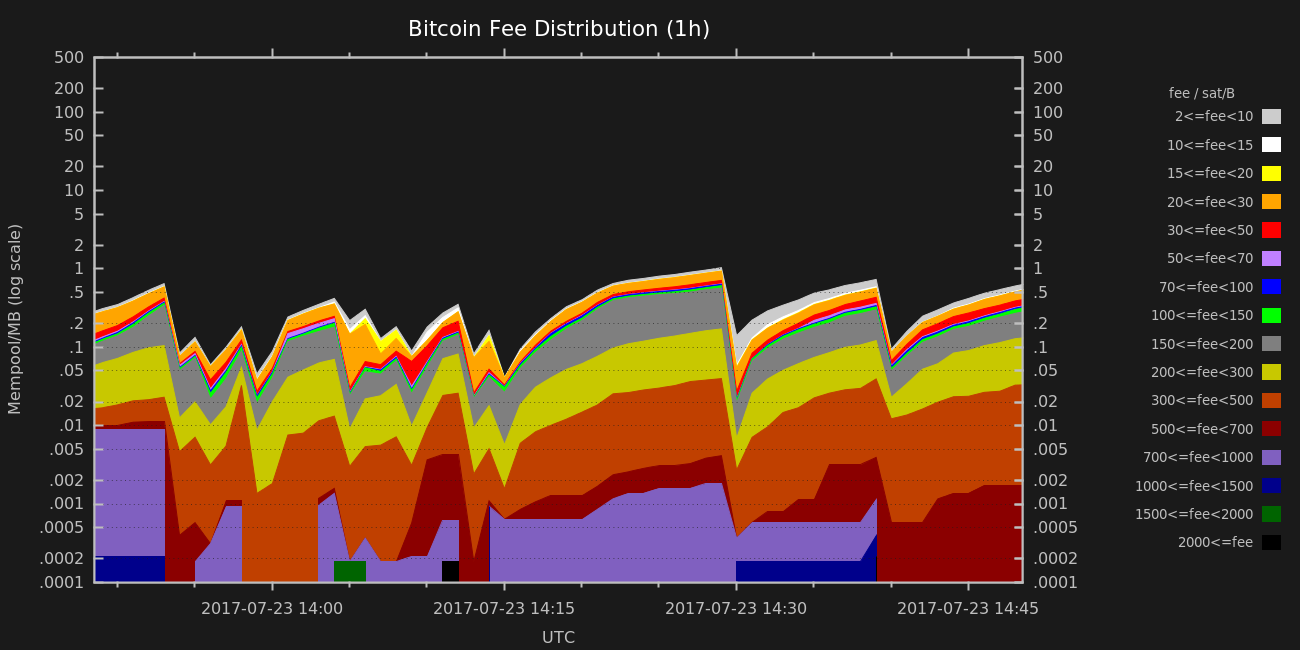 Bitcoin Fee Distribution (1h)
500 500
200 200
100 100
50 50
20 20
10 10
5 5
2 2
1 1
.5 .5
.2 .2
.1 .1
.05 .05
.02 .02
.01 .01
.005 .005
.002 .002
.001 .001
.0005 .0005
.0002 .0002
.0001 .0001
Mempool/MB (log scale)
2017-07-23 14:00 2017-07-23 14:15 2017-07-23 14:30 2017-07-23 14:45
UTC
fee / sat/B
2<=fee<10
10<=fee<15
15<=fee<20
20<=fee<30
30<=fee<50
50<=fee<70
70<=fee<100
100<=fee<150
150<=fee<200
200<=fee<300
300<=fee<500
500<=fee<700
700<=fee<1000
1000<=fee<1500
1500<=fee<2000
2000<=fee